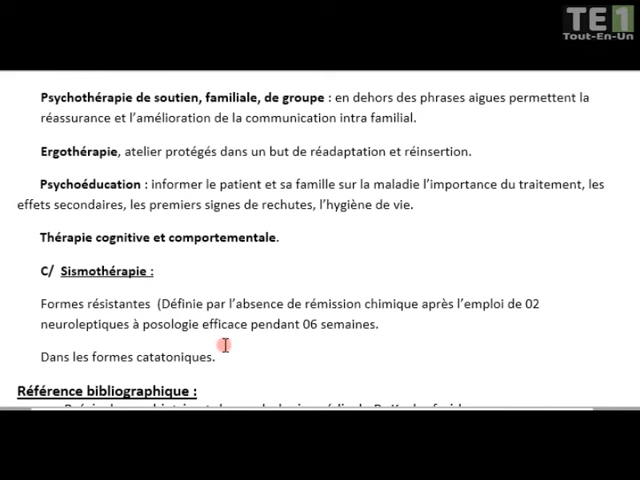 TE1
Tout-En-Un
Psychothérapie de soutien, familiale, de groupe : en dehors des phrases aigues permettent la
réassurance et l’amélioration de la communication intra familial.
Ergothérapie, atelier protégés dans un but de réadaptation et réinsertion.
Psychoéducation : informer le patient et sa famille sur la maladie l’importance du traitement, les
effets secondaires, les premiers signes de rechutes, l’hygiène de vie.
Thérapie cognitive et comportementale.
C/ Sismothérapie :
Formes résistantes (Définie par l’absence de rémission chimique après l’emploi de 02
neuroleptiques à posologie efficace pendant 06 semaines.
Dans les formes catatoniques.
Référence bibliographique :